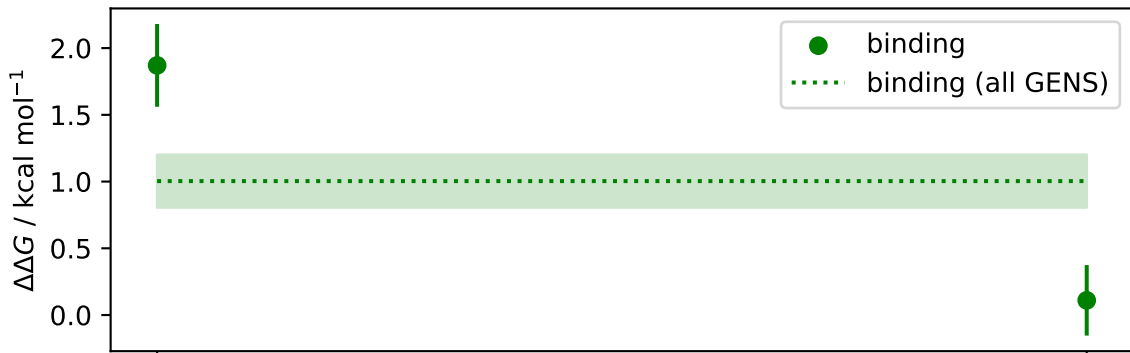 binding
binding (all GENS)
ΔΔG / kcal mol⁻¹
2.0
1.5
1.0
0.5
0.0